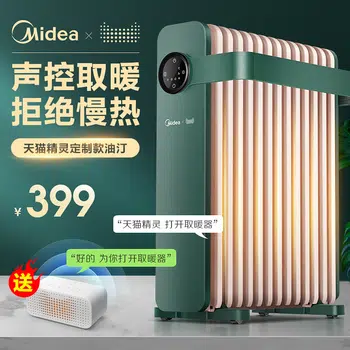 Midea ×
声控取暖
拒绝慢热
天猫精灵定制款油汀
¥399
“天猫精灵 打开取暖器”
“好的 为你打开取暖器”
送
Midea